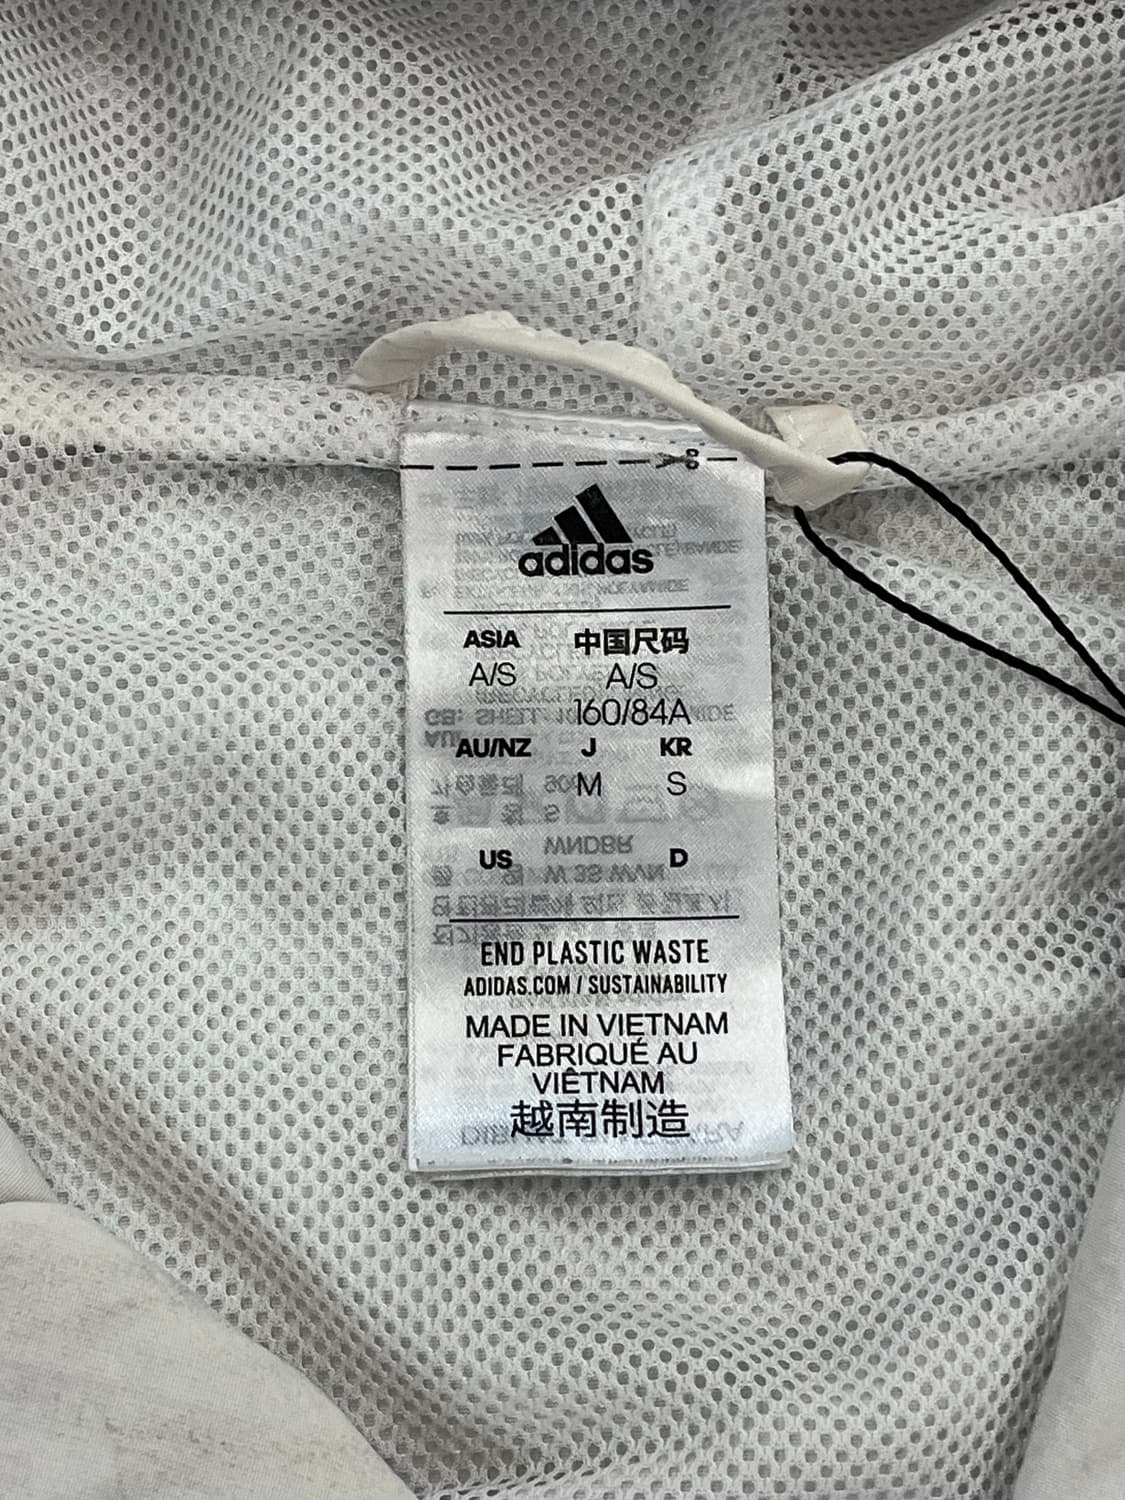 adidas
ASIA 中国尺码
A/S A/S
160/84A
AU/NZ J KR
M S
US D
END PLASTIC WASTE
ADIDAS.COM / SUSTAINABILITY
MADE IN VIETNAM
FABRIQUÉ AU
VIÊTNAM
越南制造